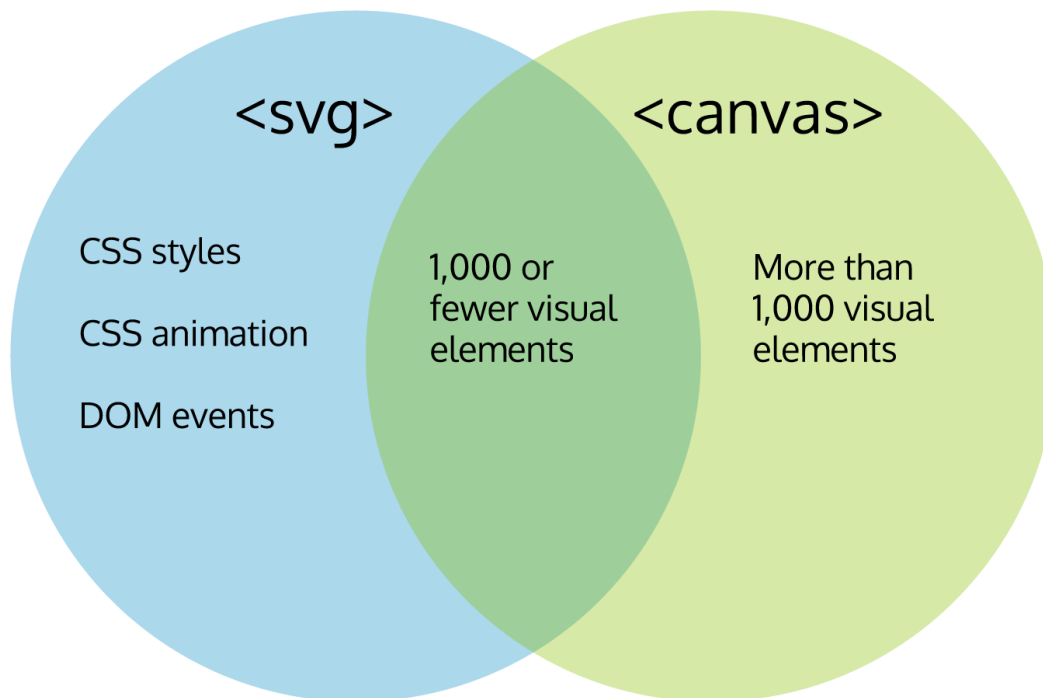 <svg>
<canvas>
CSS styles
CSS animation
DOM events
1,000 or
fewer visual
elements
More than
1,000 visual
elements